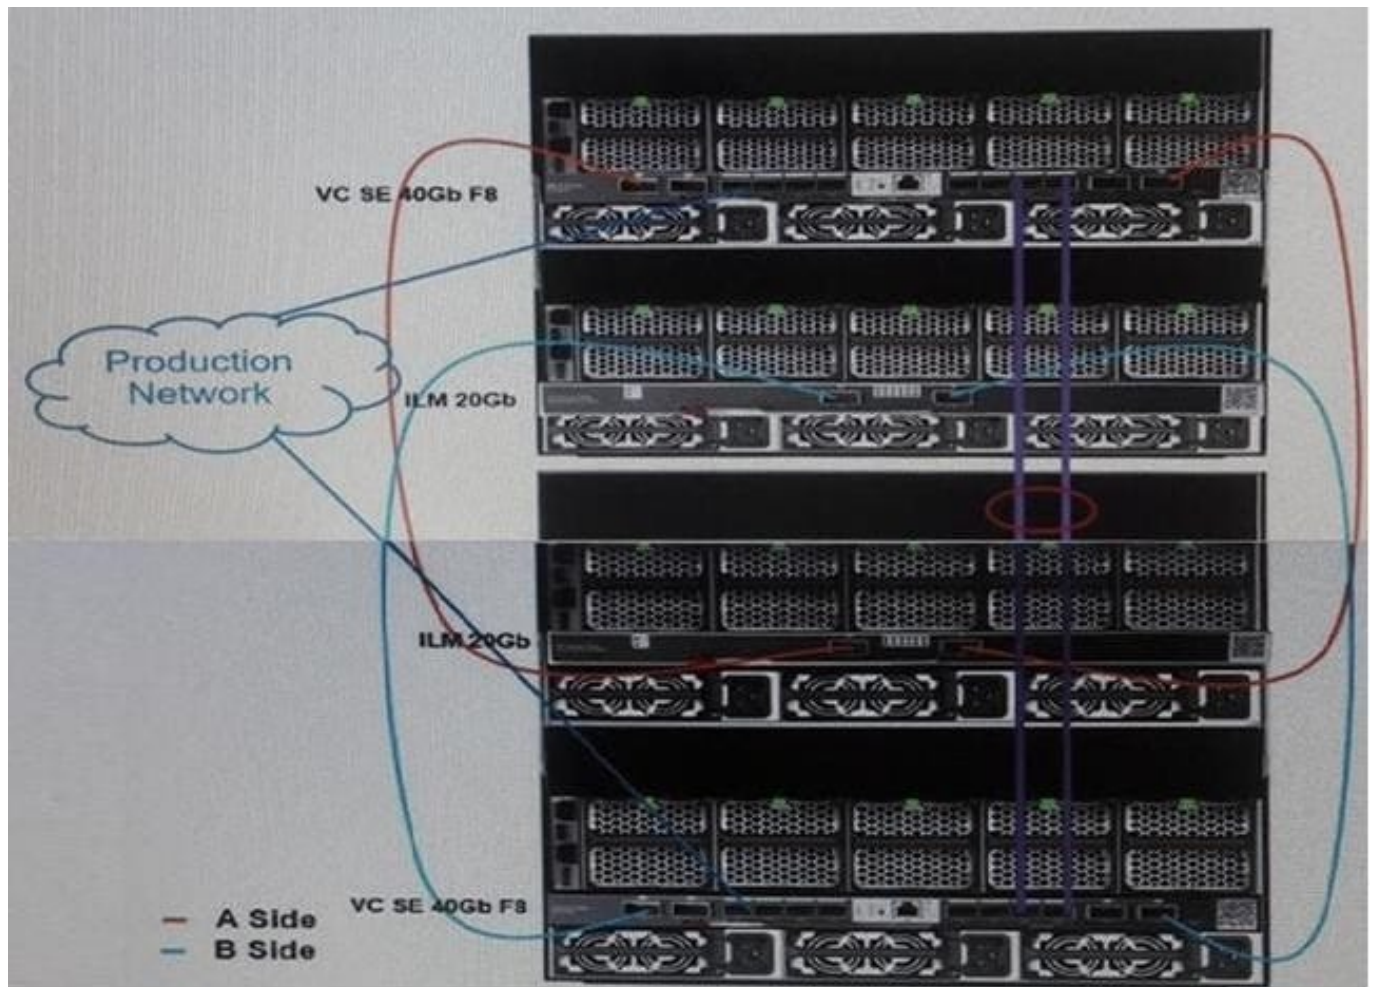 VC SE 40Gb F8
Production
Network
ILM 20Gb
ILM 20Gb
VC SE 40Gb F8
A Side
B Side